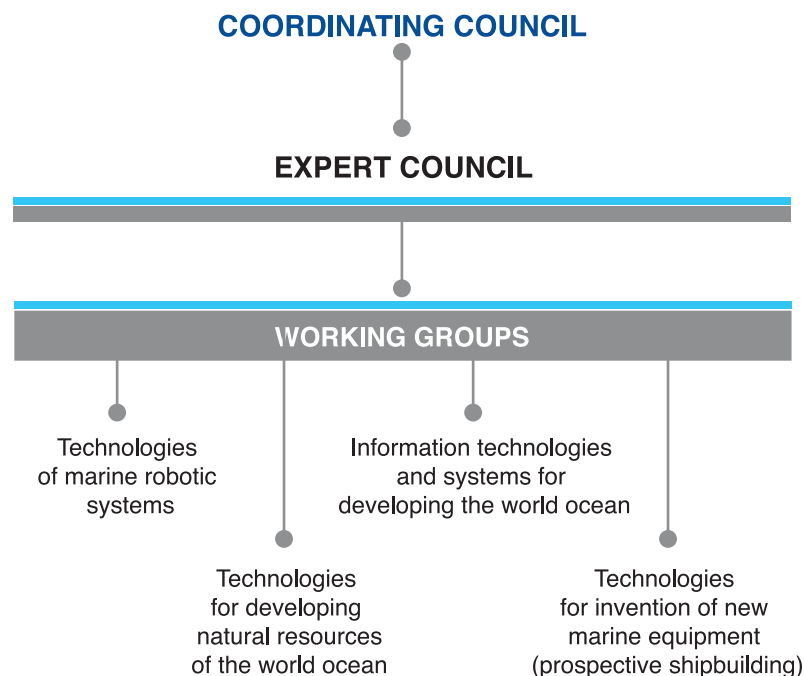 COORDINATING COUNCIL
EXPERT COUNCIL
WORKING GROUPS
Technologies
of marine robotic
systems
Information technologies
and systems for
developing the world ocean
Technologies
for developing
natural resources
of the world ocean
Technologies
for invention of new
marine equipment
(prospective shipbuilding)